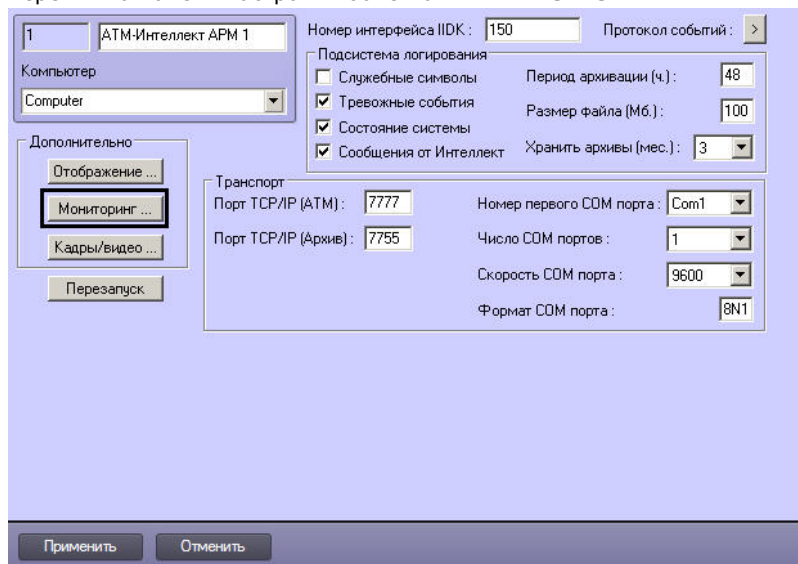 1
АТМ-Интеллект АРМ 1
Компьютер
Computer
Номер интерфейса IIDK :
150
Протокол событий :
>
Подсистема логирования
Служебные символы
Тревожные события
Состояние системы
Сообщения от Интеллект
Период архивации (ч.) :
48
Размер файла (Мб.) :
100
Хранить архивы (мес.) :
3
Дополнительно
Отображение ...
Мониторинг ...
Кадры/видео ...
Перезапуск
Транспорт
Порт TCP/IP (АТМ) :
7777
Порт TCP/IP (Архив) :
7755
Номер первого COM порта :
Com1
Число COM портов :
1
Скорость COM порта :
9600
Формат COM порта :
8N1
Применить
Отменить